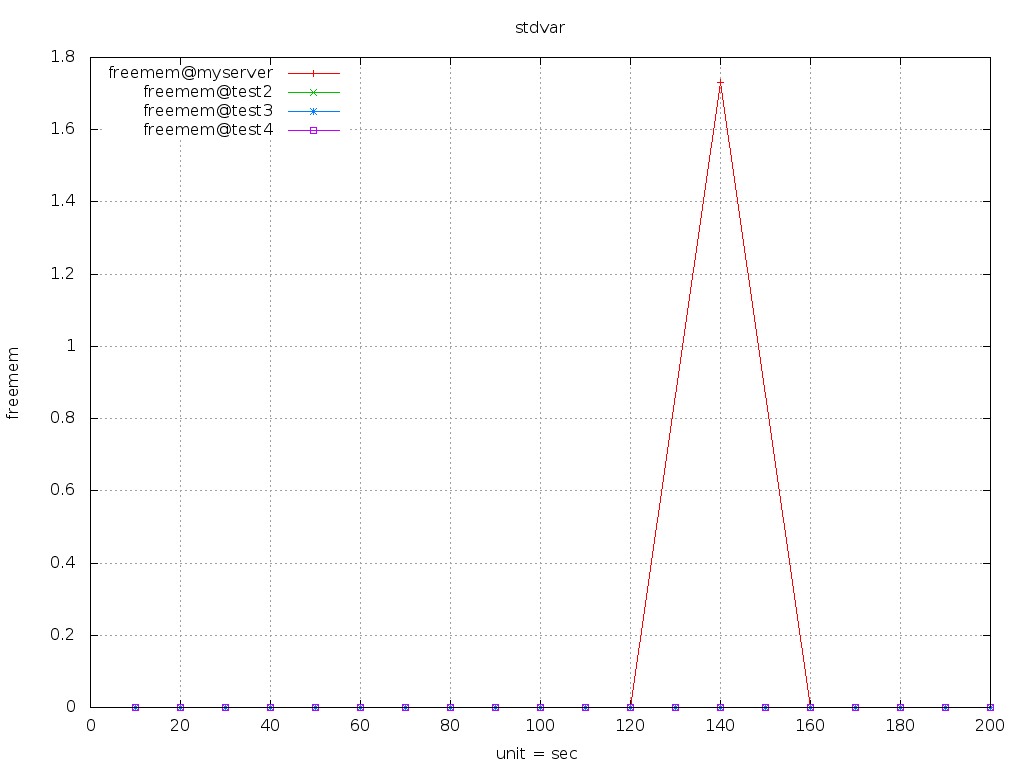 stdvar
freemem@myserver
freemem@test2
freemem@test3
freemem@test4
1.8
1.6
1.4
1.2
1
0.8
0.6
0.4
0.2
0
freemem
0 20 40 60 80 100 120 140 160 180 200
unit = sec